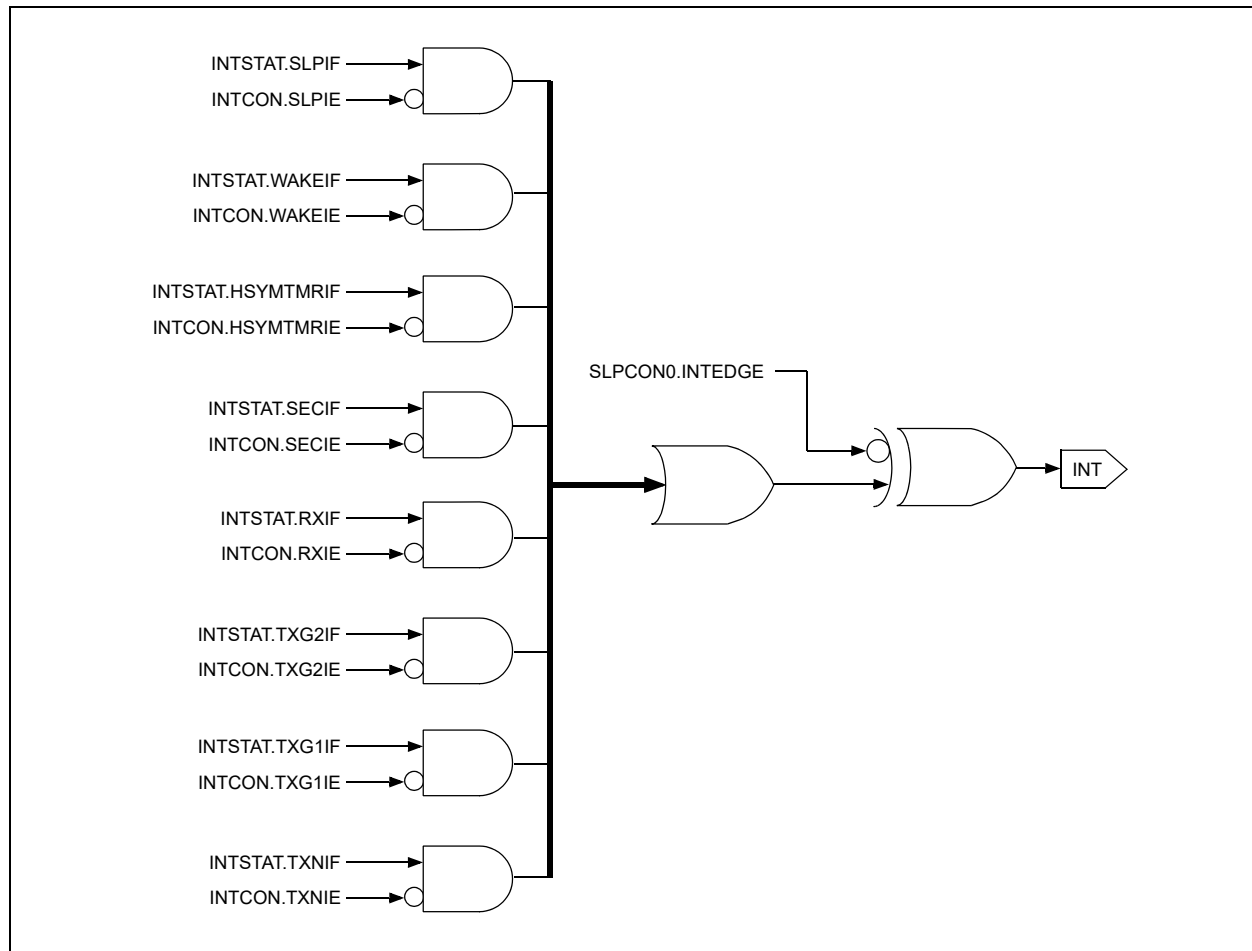 INTSTAT.SLPIF
INTCON.SLPIE
INTSTAT.WAKEIF
INTCON.WAKEIE
INTSTAT.HSYMTMRIF
INTCON.HSYMTMRIE
SLPCON0.INTEDGE
INTSTAT.SECIF
INTCON.SECIE
INT
INTSTAT.RXIF
INTCON.RXIE
INTSTAT.TXG2IF
INTCON.TXG2IE
INTSTAT.TXG1IF
INTCON.TXG1IE
INTSTAT.TXNIF
INTCON.TXNIE